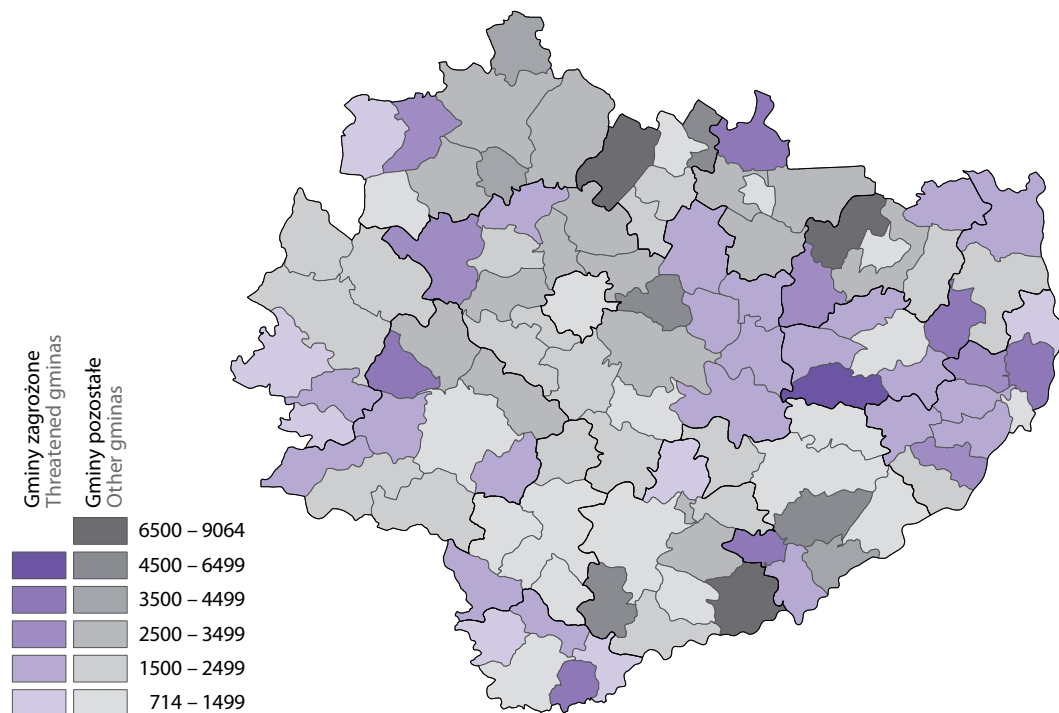 Gminy zagrożone
Threatened gminas
Gminy pozostałe
Other gminas
6500 – 9064
4500 – 6499
3500 – 4499
2500 – 3499
1500 – 2499
714 – 1499